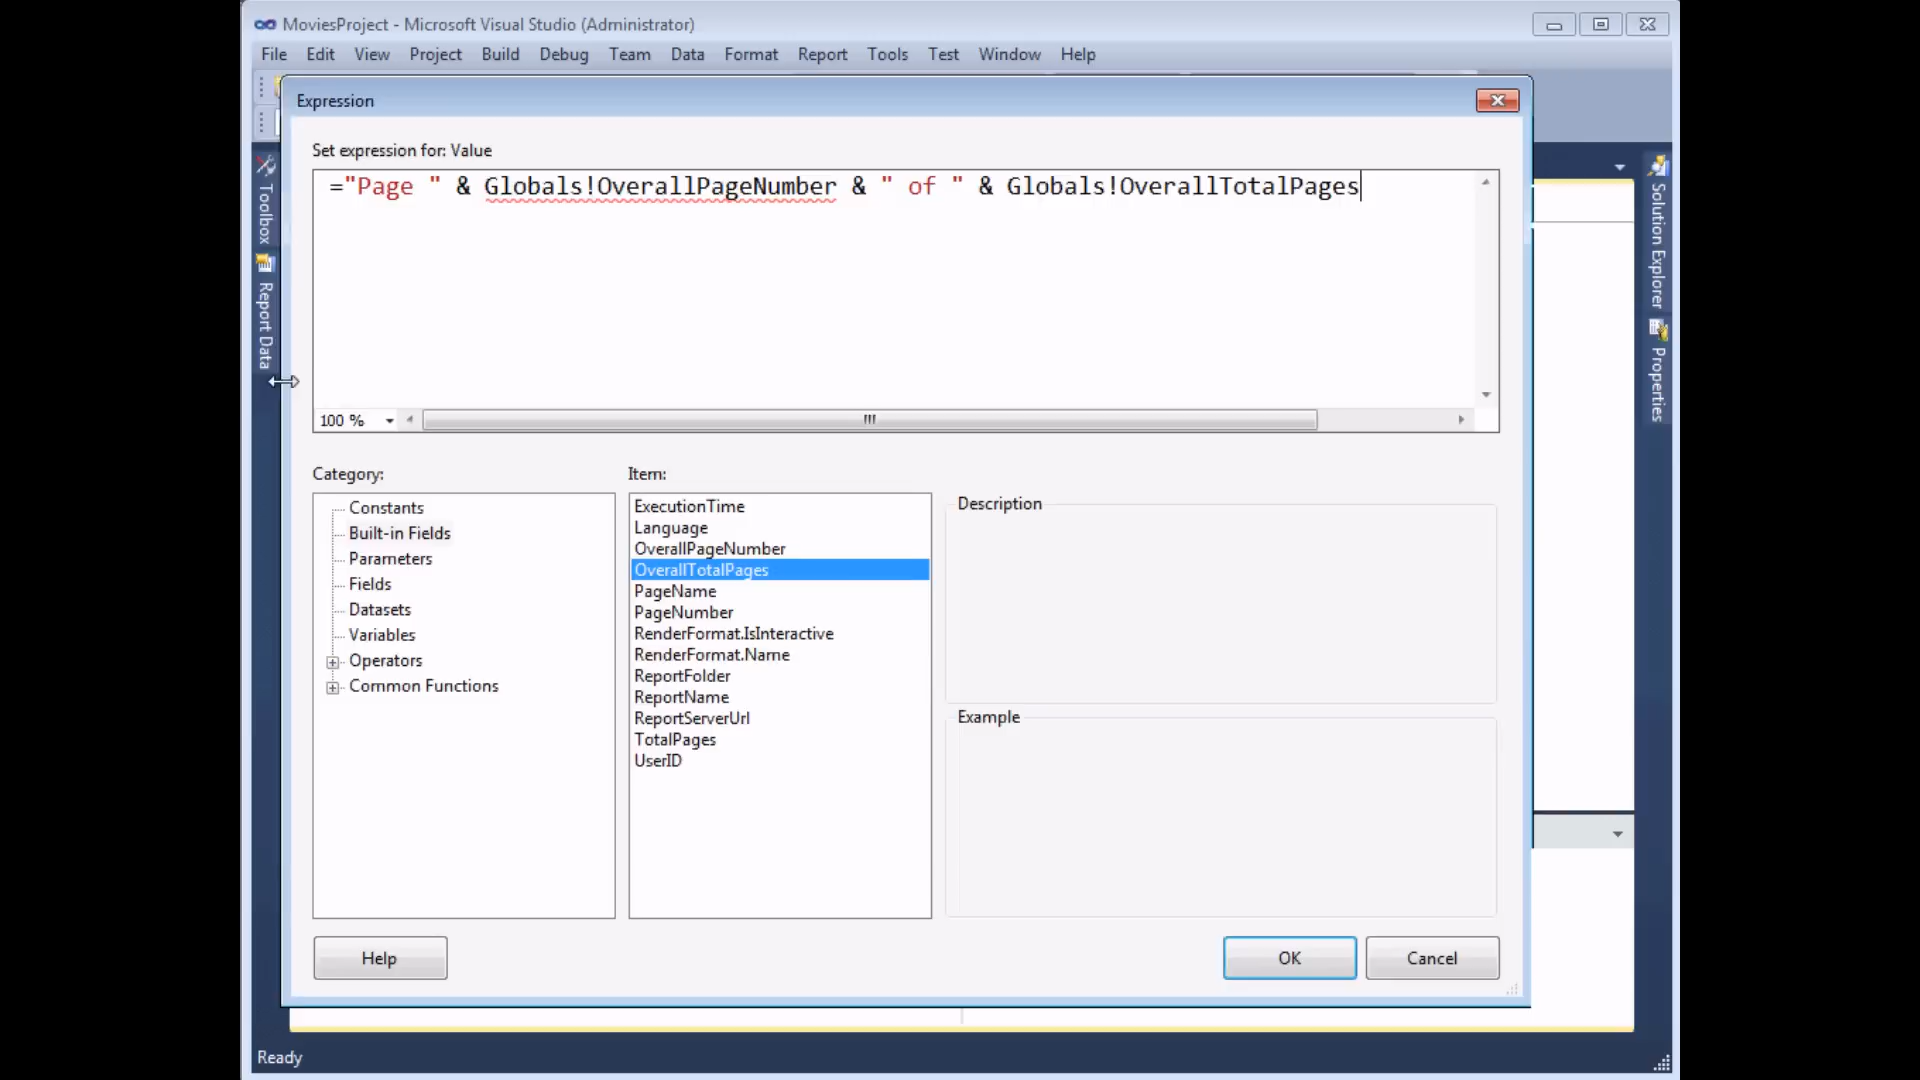 MoviesProject - Microsoft Visual Studio (Administrator)
File Edit View Project Build Debug Team Data Format Report Tools Test Window Help
Expression
Set expression for: Value
="Page " & Globals!OverallPageNumber & " of " & Globals!OverallTotalPages
100 %
Category:
Constants
Built-in Fields
Parameters
Fields
Datasets
Variables
Operators
Common Functions
Item:
ExecutionTime
Language
OverallPageNumber
OverallTotalPages
PageName
PageNumber
RenderFormat.IsInteractive
RenderFormat.Name
ReportFolder
ReportName
ReportServerUrl
TotalPages
UserID
Description
Example
Help
OK
Cancel
Toolbox
Report Data
Solution Explorer
Properties
Ready